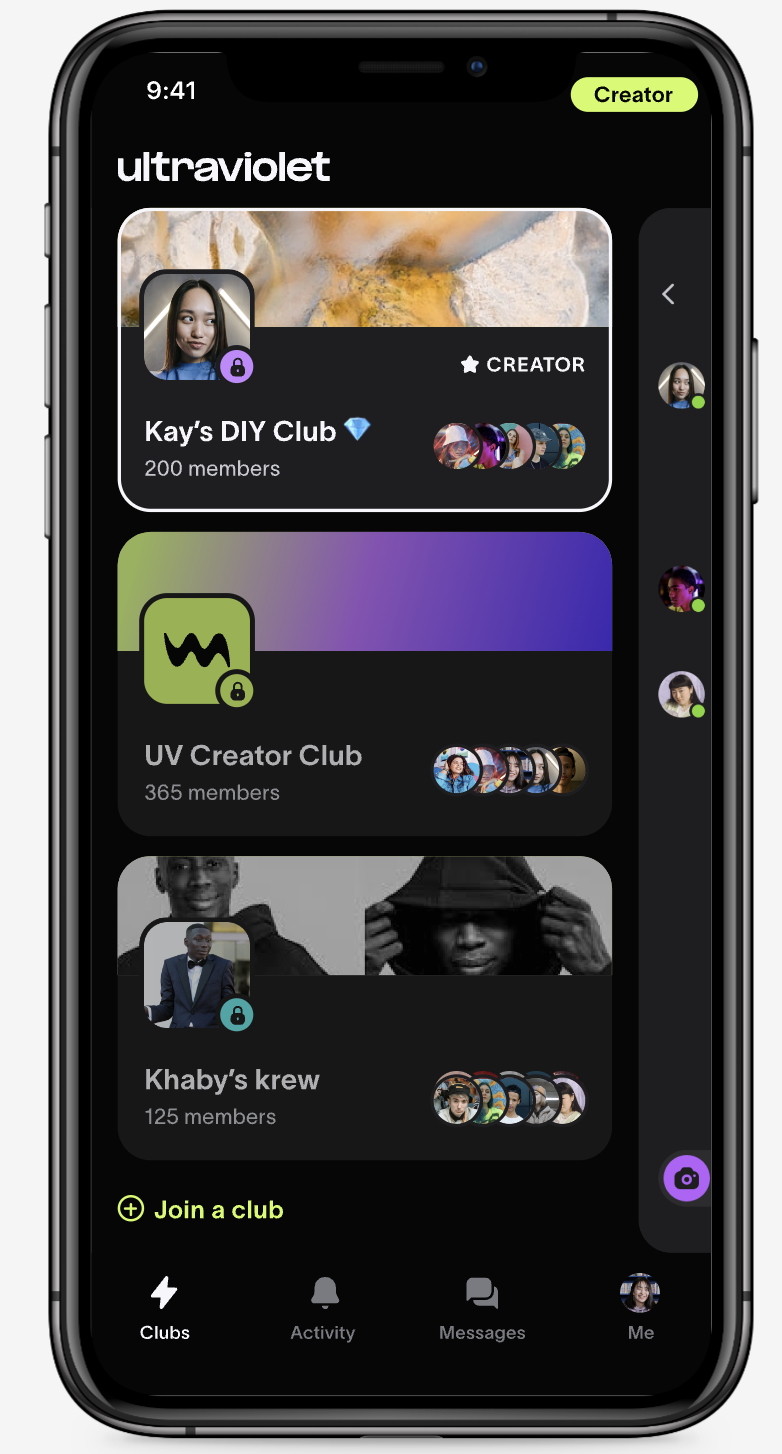 9:41
Creator
ultraviolet
CREATOR
Kay's DIY Club 💎
200 members
UV Creator Club
365 members
Khaby's krew
125 members
Join a club
Clubs
Activity
Messages
Me